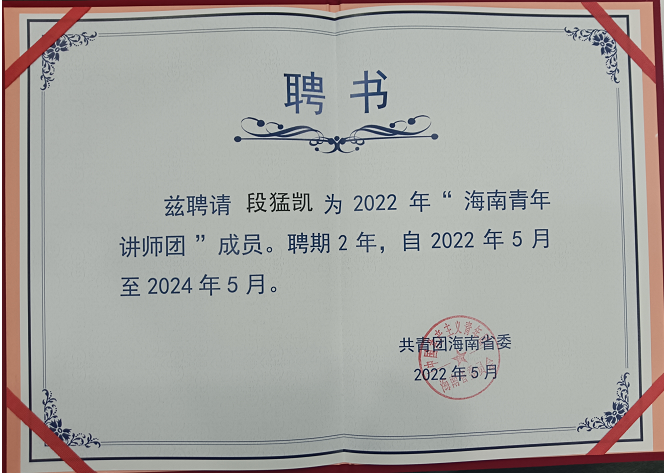 聘书
兹聘请 段猛凯 为 2022 年“ 海南青年
讲师团 ”成员。聘期 2 年，自 2022 年 5 月
至 2024 年 5 月。
共青团海南省委
2022 年 5 月